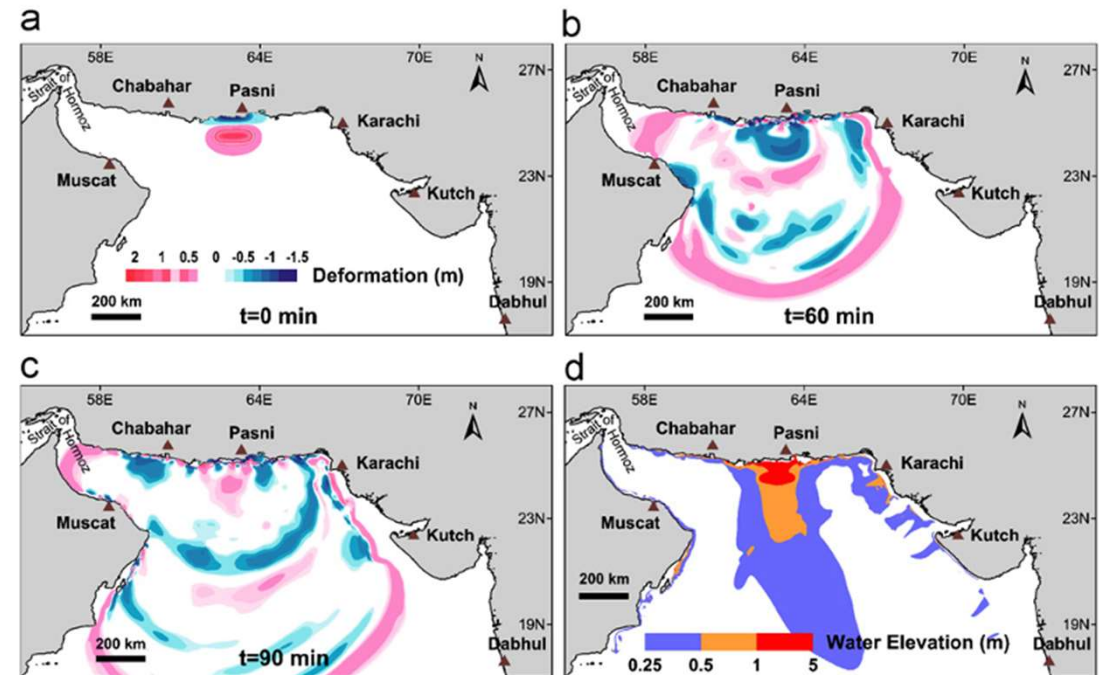 a
58E 64E 70E
N
27N
Strait of
Hormoz
Chabahar
Pasni
Karachi
23N
Muscat
Kutch
2 1 0.5 0 -0.5 -1 -1.5 Deformation (m)
19N
200 km
t=0 min
Dabhul
b
58E 64E 70E
N
27N
Strait of
Hormoz
Chabahar
Pasni
Karachi
23N
Muscat
Kutch
19N
200 km
t=60 min
Dabhul
c
58E 64E 70E
N
27N
Strait of
Hormoz
Chabahar
Pasni
Karachi
23N
Muscat
Kutch
19N
200 km
t=90 min
Dabhul
d
58E 64E 70E
N
27N
Strait of
Hormoz
Chabahar
Pasni
Karachi
23N
Muscat
Kutch
200 km
19N
Water Elevation (m)
0.25 0.5 1 5
Dabhul